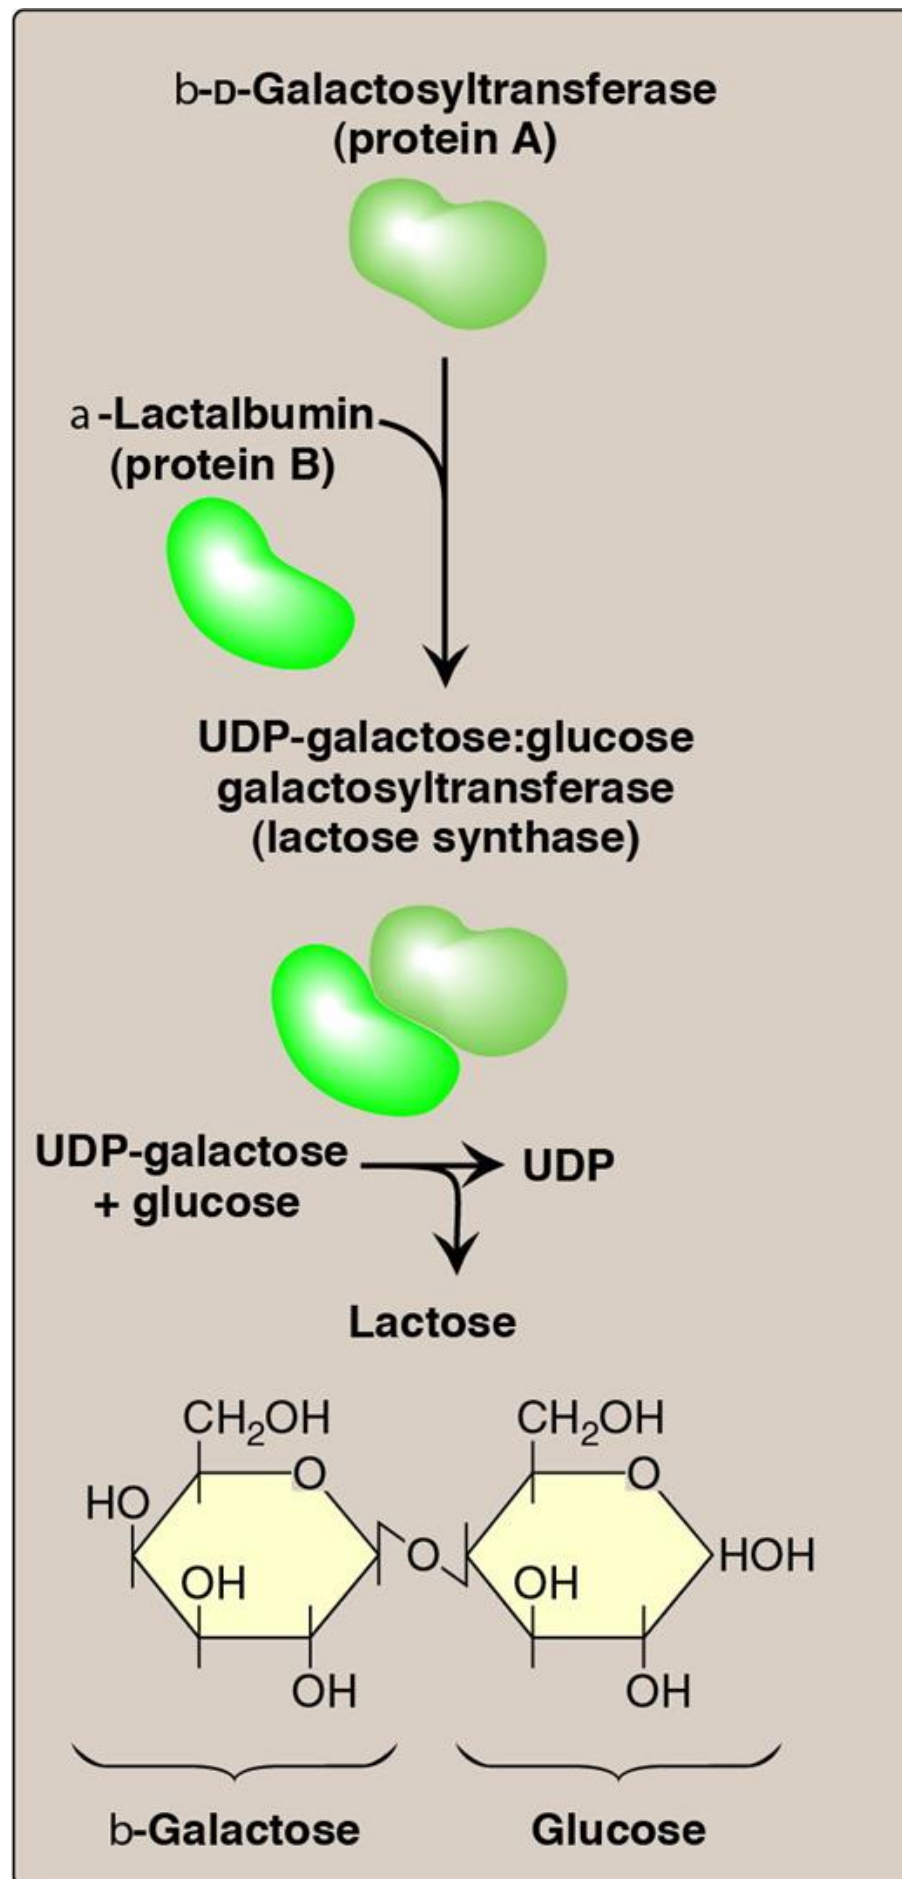 b-D-Galactosyltransferase
(protein A)
a-Lactalbumin
(protein B)
UDP-galactose:glucose
galactosyltransferase
(lactose synthase)
UDP-galactose
+ glucose
UDP
Lactose
CH₂OH
CH₂OH
O
O
HO
OH
O
OH
HOH
OH
OH
b-Galactose
Glucose